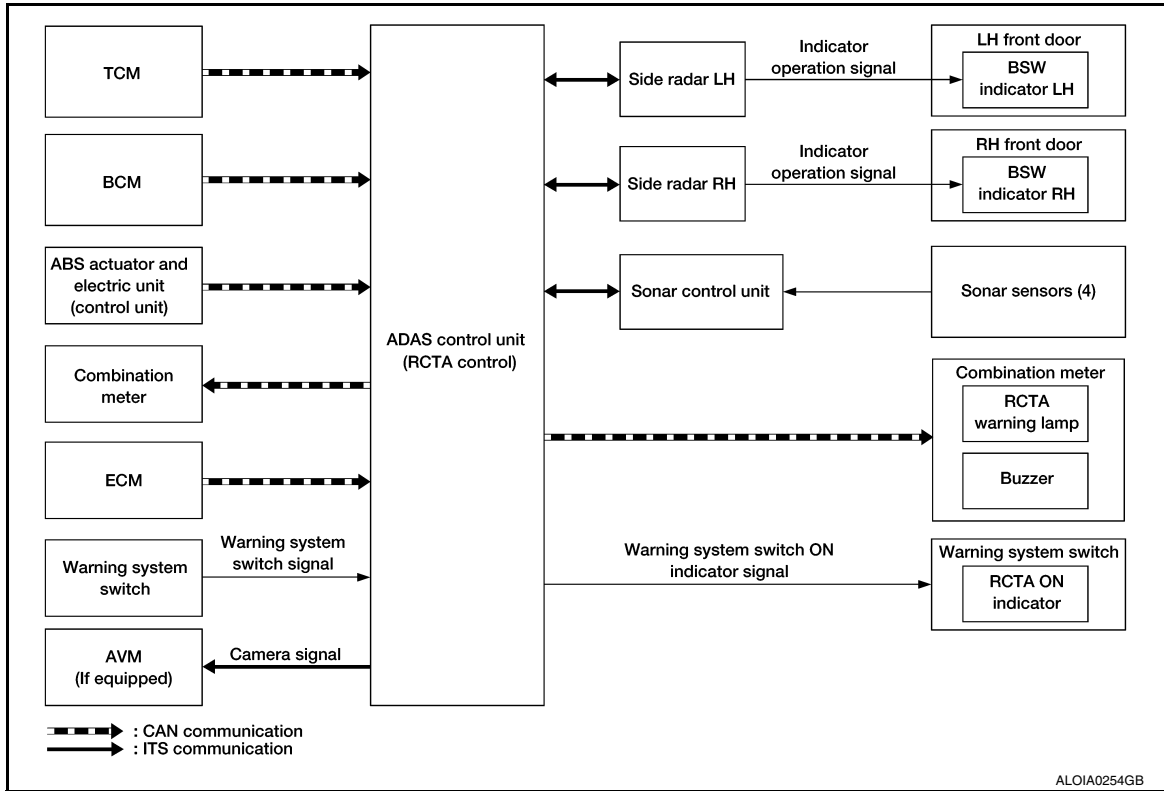 TCM
BCM
ABS actuator and
electric unit
(control unit)
Combination
meter
ECM
Warning system
switch
Warning system
switch signal
AVM
(If equipped)
Camera signal
ADAS control unit
(RCTA control)
Side radar LH
Indicator
operation signal
LH front door
BSW
indicator LH
Side radar RH
Indicator
operation signal
RH front door
BSW
indicator RH
Sonar control unit
Sonar sensors (4)
Combination meter
RCTA
warning lamp
Buzzer
Warning system switch ON
indicator signal
Warning system switch
RCTA ON
indicator
: CAN communication
: ITS communication
ALOIA0254GB